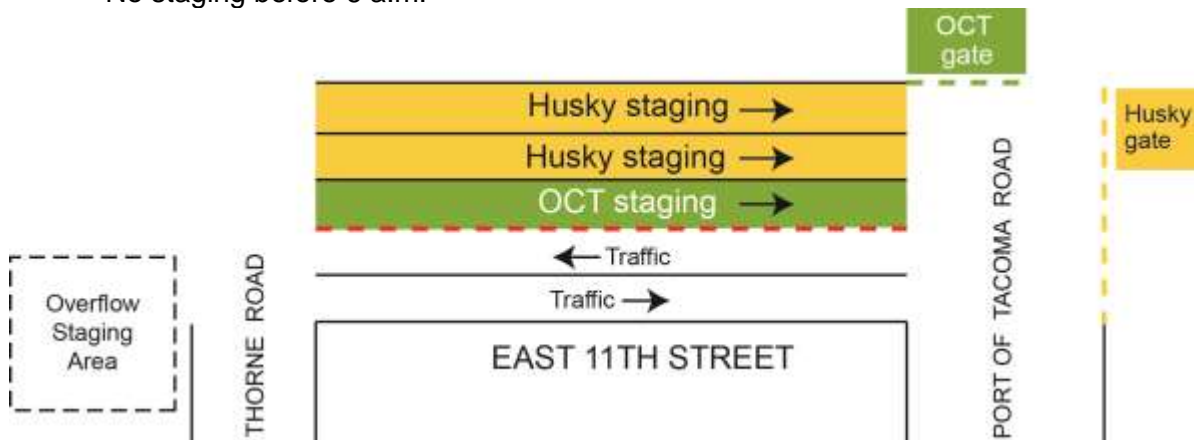 No staging before a.m.
OCT
gate
Husky staging
Husky
gate
Husky staging
OCT staging
Traffic
Traffic
Overflow
Staging
Area
THORNE ROAD
EAST 11TH STREET
PORT OF TACOMA ROAD